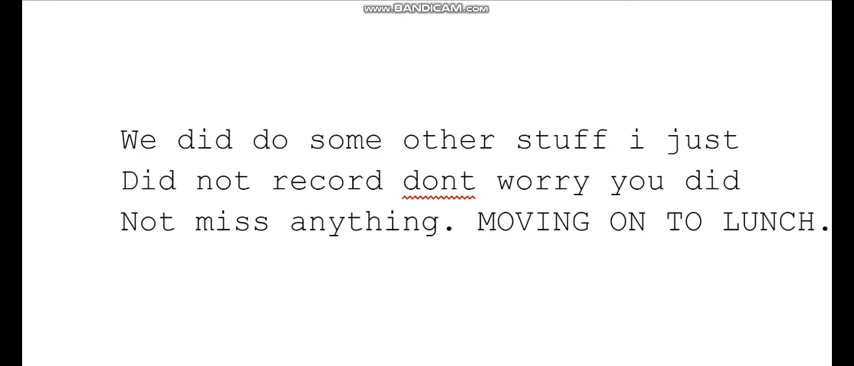 www.BANDICAM.com
We did do some other stuff i just
Did not record dont worry you did
Not miss anything. MOVING ON TO LUNCH.